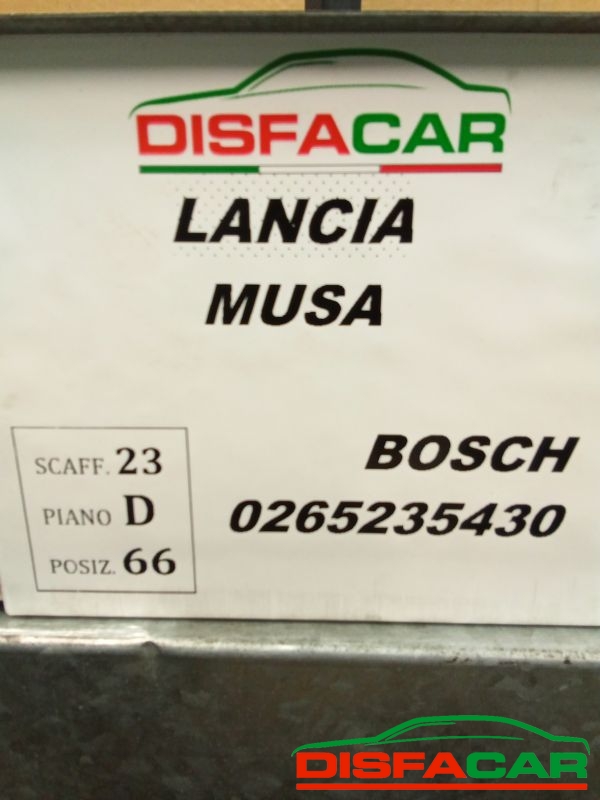 DISFACAR
LANCIA
MUSA
BOSCH
0265235430
SCAFF. 23
PIANO D
POSIZ. 66
DISFACAR